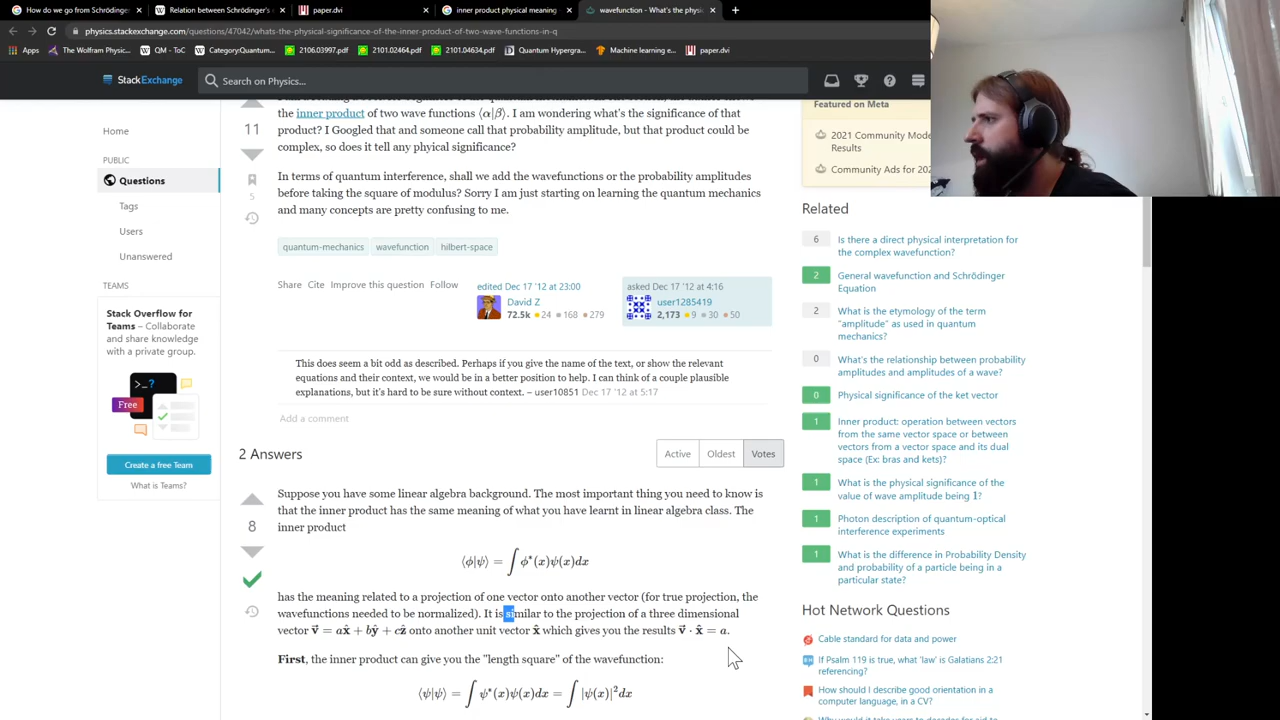 How do we go from Schrödinger
Relation between Schrödinger's
paper.dvi
inner product physical meaning
wavefunction - What's the physi
physics.stackexchange.com/questions/47042/whats-the-physical-significance-of-the-inner-product-of-two-wave-functions-in-q
Apps
The Wolfram Physic...
QM - ToC
Category Theory in...
2106.03997.pdf
2101.02464.pdf
2101.04634.pdf
Quantum Hypergra...
Machine learning e...
paper.dvi
StackExchange
Search on Physics...
Home
PUBLIC
Questions
Tags
Users
Unanswered
TEAMS
Stack Overflow for
Teams – Collaborate
and share knowledge
with a private group.
>_?
Free
Create a free Team
What is Teams?
11
5
the inner product of two wave functions ⟨α|β⟩. I am wondering what's the significance of that
product? I Googled that and someone call that probability amplitude, but that product could be
complex, so does it tell any phyical significance?
In terms of quantum interference, shall we add the wavefunctions or the probability amplitudes
before taking the square of modulus? Sorry I am just starting on learning the quantum mechanics
and many concepts are pretty confusing to me.
quantum-mechanics
wavefunction
hilbert-space
Share Cite Improve this question Follow
edited Dec 17 '12 at 23:00
David Z
72.5k 24 168 279
asked Dec 17 '12 at 4:16
user1285419
2,173 9 30 50
This does seem a bit odd as described. Perhaps if you give the name of the text, or show the relevant
equations and their context, we would be in a better position to help. I can think of a couple plausible
explanations, but it's hard to be sure without context. – user10851 Dec 17 '12 at 5:17
Add a comment
2 Answers
Active
Oldest
Votes
8
Suppose you have some linear algebra background. The most important thing you need to know is
that the inner product has the same meaning of what you have learnt in linear algebra class. The
inner product
⟨ϕ|ψ⟩ = ∫ ϕ*(x)ψ(x)dx
has the meaning related to a projection of one vector onto another vector (for true projection, the
wavefunctions needed to be normalized). It is similar to the projection of a three dimensional
vector v⃗ = ax̂ + bŷ + cẑ onto another unit vector x̂ which gives you the results v⃗ · x̂ = a.
First, the inner product can give you the "length square" of the wavefunction:
⟨ψ|ψ⟩ = ∫ ψ*(x)ψ(x)dx = ∫ |ψ(x)|²dx
Featured on Meta
2021 Community Mode
Results
Community Ads for 202
Related
6
Is there a direct physical interpretation for
the complex wavefunction?
2
General wavefunction and Schrödinger
Equation
2
What is the etymology of the term
"amplitude" as used in quantum
mechanics?
0
What's the relationship between probability
amplitudes and amplitudes of a wave?
0
Physical significance of the ket vector
1
Inner product: operation between vectors
from the same vector space or between
vectors from a vector space and its dual
space (Ex: bras and kets)?
1
What is the physical significance of the
value of wave amplitude being 1?
1
Photon description of quantum-optical
interference experiments
1
What is the difference in Probability Density
and probability of a particle being in a
particular state?
Hot Network Questions
Cable standard for data and power
If Psalm 119 is true, what 'law' is Galatians 2:21
referencing?
How should I describe good orientation in a
computer language, in a CV?